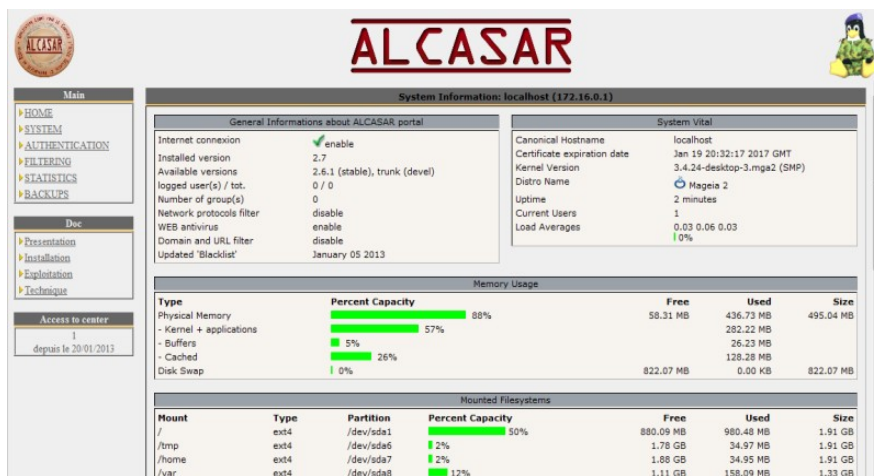 ALCASAR
ALCASAR
Main
HOME
SYSTEM
AUTHENTICATION
FILTERING
STATISTICS
BACKUPS
Doc
Presentation
Installation
Exploitation
Technique
Access to center
1
depuis le 20/01/2013
System Information: localhost (172.16.0.1)
General Informations about ALCASAR portal
Internet connexion enable
Installed version 2.7
Available versions 2.6.1 (stable), trunk (devel)
logged user(s) / tot. 0 / 0
Number of group(s) 0
Network protocols filter disable
WEB antivirus enable
Domain and URL filter disable
Updated 'Blacklist' January 05 2013
System Vital
Canonical Hostname localhost
Certificate expiration date Jan 19 20:32:17 2017 GMT
Kernel Version 3.4.24-desktop-3.mga2 (SMP)
Distro Name Mageia 2
Uptime 2 minutes
Current Users 1
Load Averages 0.03 0.06 0.03
0%
Memory Usage
Type Percent Capacity Free Used Size
Physical Memory 88% 58.31 MB 436.73 MB 495.04 MB
- Kernel + applications 57% 282.22 MB
- Buffers 5% 26.23 MB
- Cached 26% 128.28 MB
Disk Swap 0% 822.07 MB 0.00 KB 822.07 MB
Mounted Filesystems
Mount Type Partition Percent Capacity Free Used Size
/ ext4 /dev/sda1 50% 880.09 MB 980.48 MB 1.91 GB
/tmp ext4 /dev/sda6 2% 1.78 GB 34.97 MB 1.91 GB
/home ext4 /dev/sda7 2% 1.88 GB 34.95 MB 1.91 GB
/var ext4 /dev/sda8 12% 1.11 GB 158.09 MB 1.33 GB